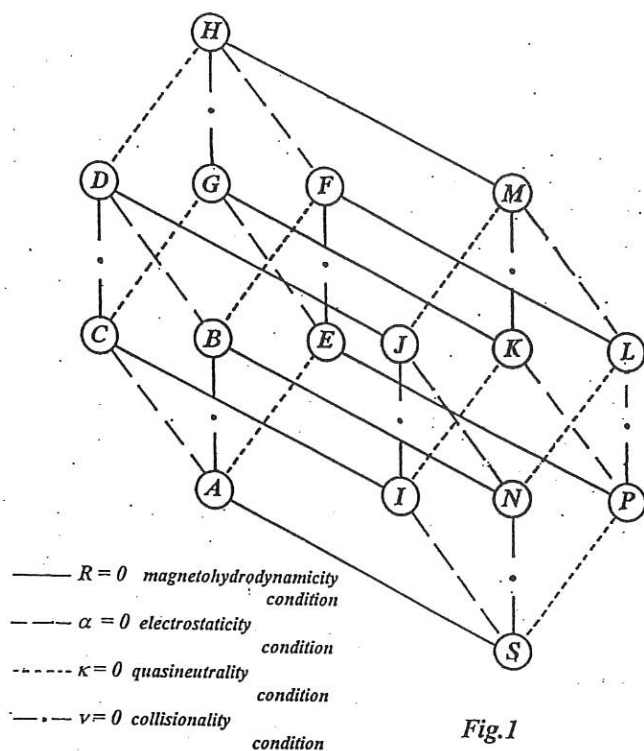 H
D G F M
C B E J K L
A I N P
R = 0 magnetohydrodynamicity
condition
α = 0 electrostaticity
condition
S
κ = 0 quasineutrality
condition
ν = 0 collisionality
condition
Fig.1